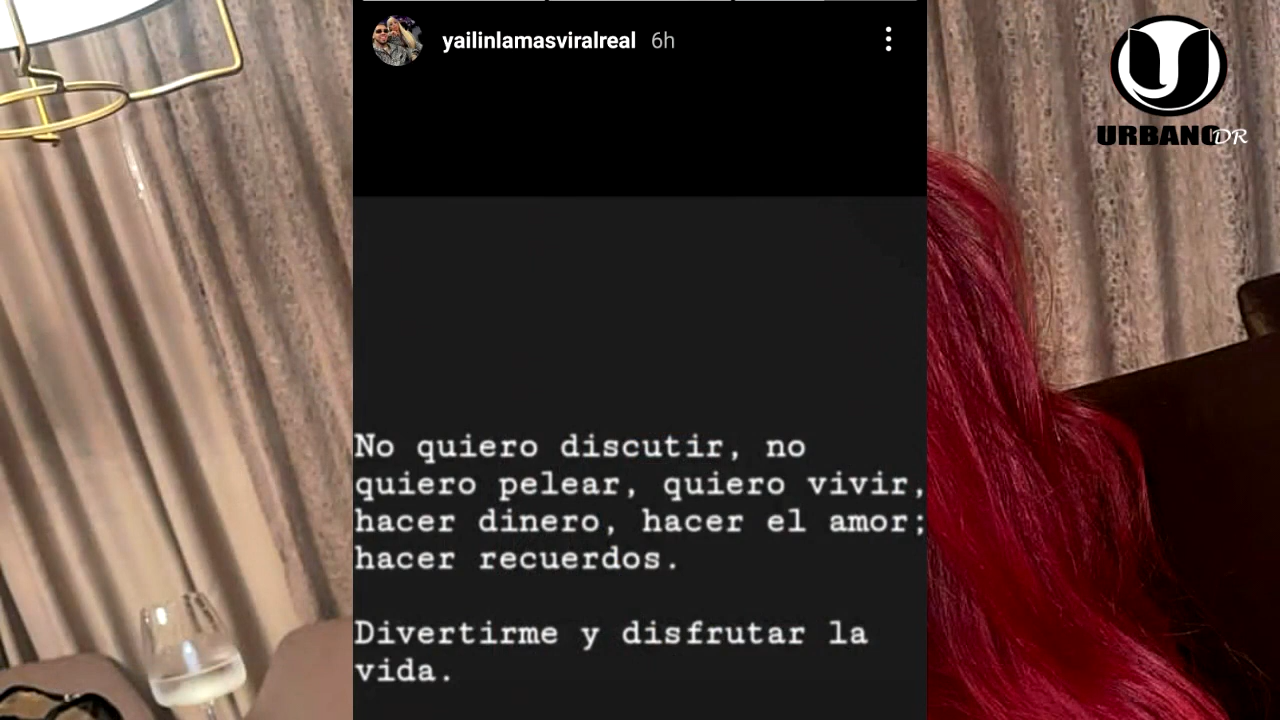 yailinlamasviralreal 6h
URBANO DR
No quiero discutir, no
quiero pelear, quiero vivir,
hacer dinero, hacer el amor;
hacer recuerdos.
Divertirme y disfrutar la
vida.